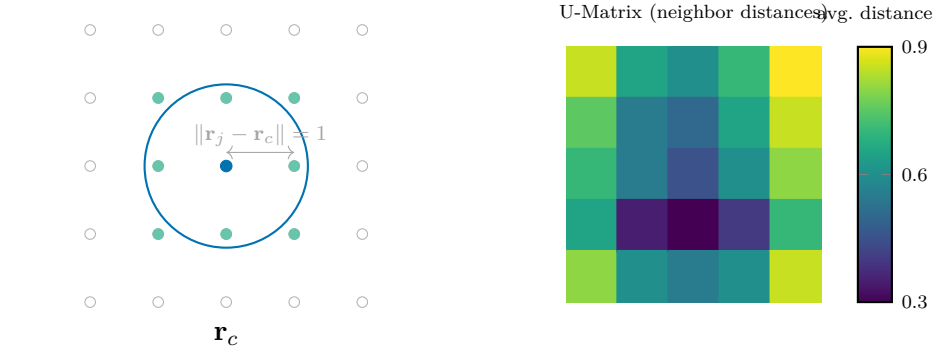 U-Matrix (neighbor distances)
avg. distance
‖r_j − r_c‖ = 1
0.9
0.6
0.3
r_c